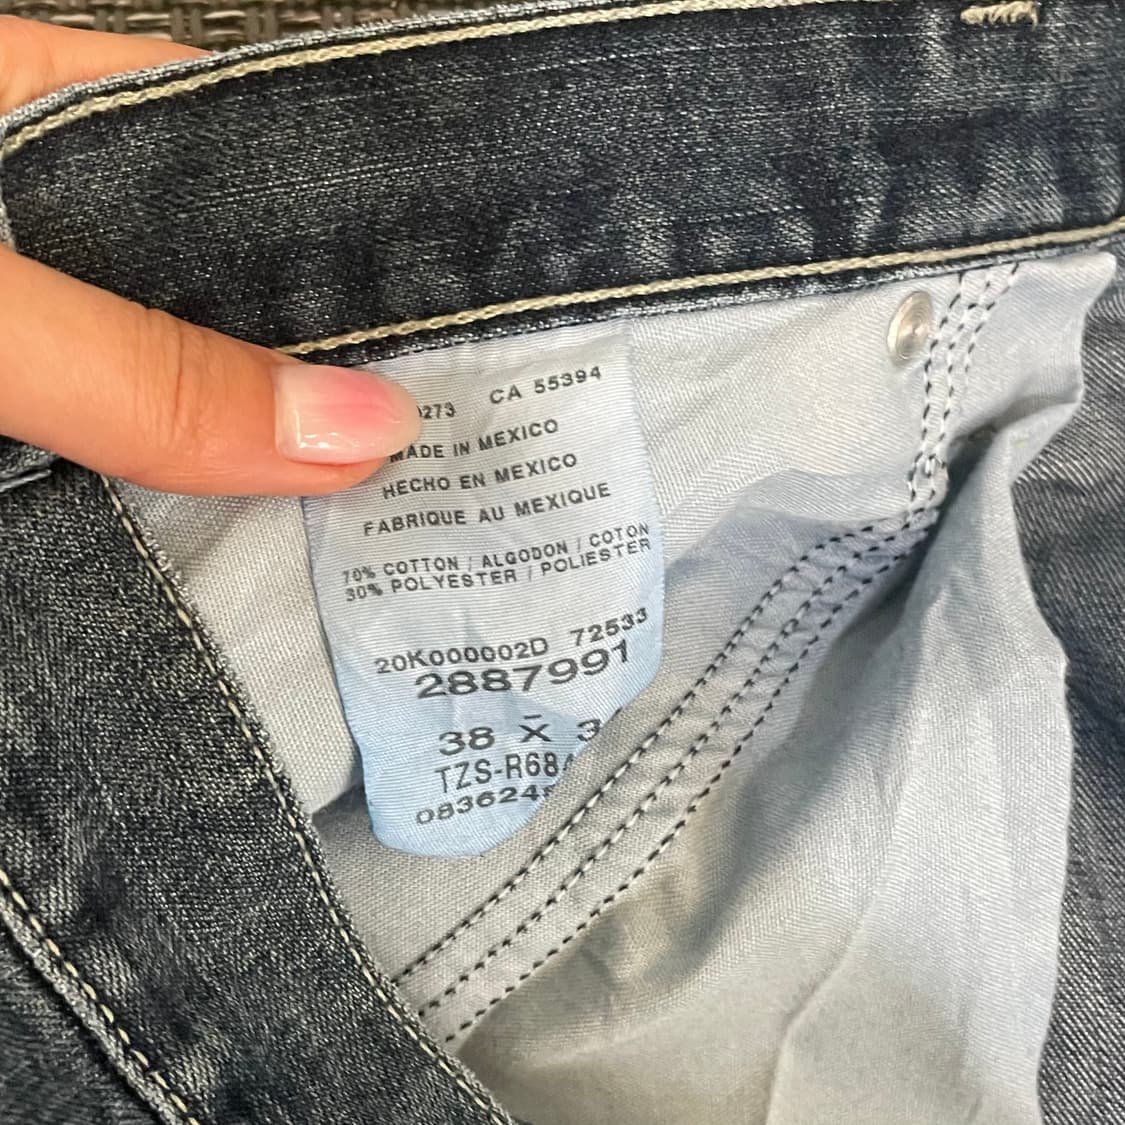 CA 55394
MADE IN MEXICO
HECHO EN MEXICO
FABRIQUE AU MEXIQUE
70% COTTON / ALGODON / COTON
30% POLYESTER / POLIESTER
20K000002D 72533
2887991
38 X